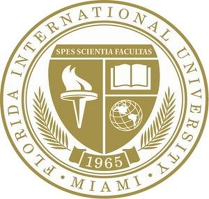 FLORIDA INTERNATIONAL UNIVERSITY
SPES SCIENTIA FACULTAS
1965
MIAMI